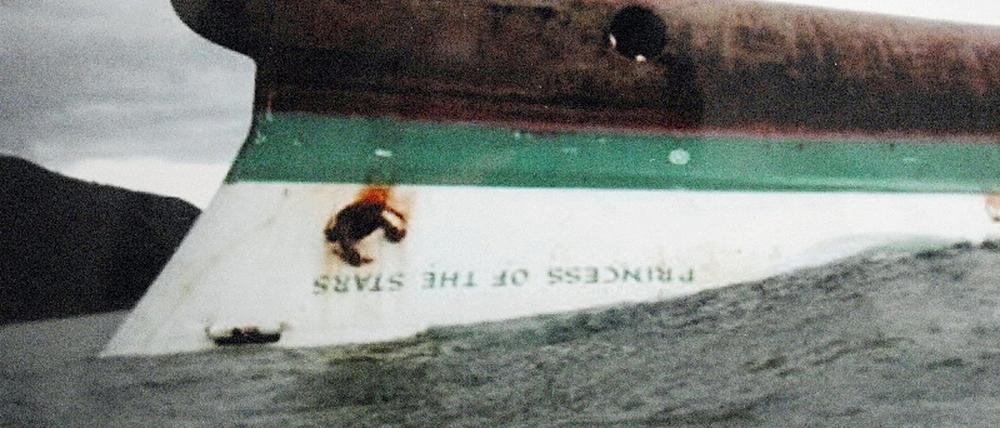 PRINCESS OF THE STARS